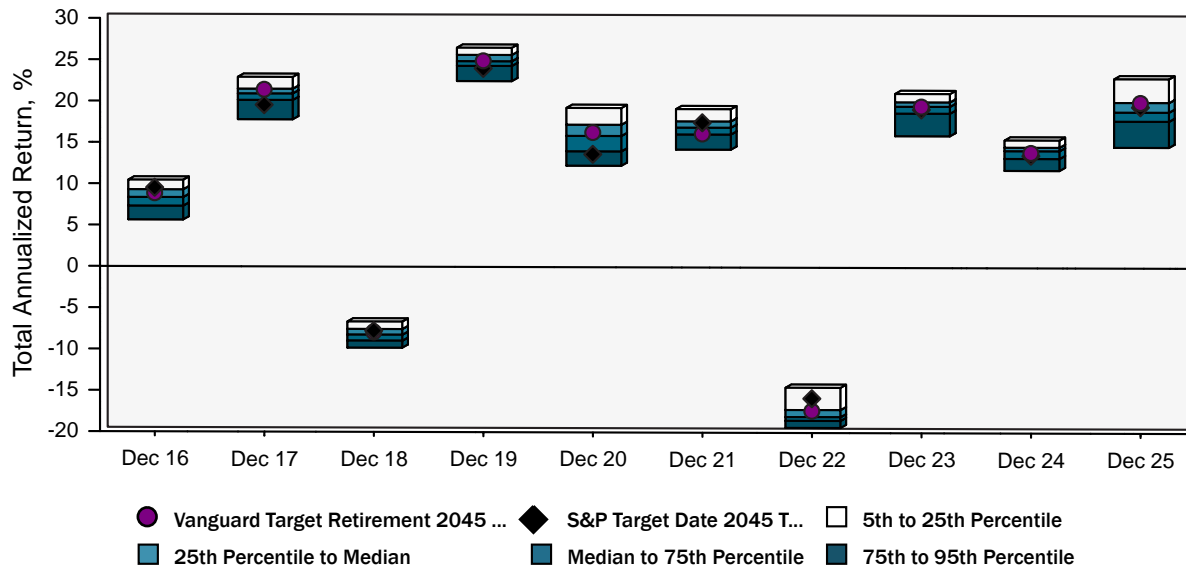 Total Annualized Return, %
30
25
20
15
10
5
0
-5
-10
-15
-20
Dec 16 Dec 17 Dec 18 Dec 19 Dec 20 Dec 21 Dec 22 Dec 23 Dec 24 Dec 25
Vanguard Target Retirement 2045 ... S&P Target Date 2045 T... 5th to 25th Percentile
25th Percentile to Median Median to 75th Percentile 75th to 95th Percentile